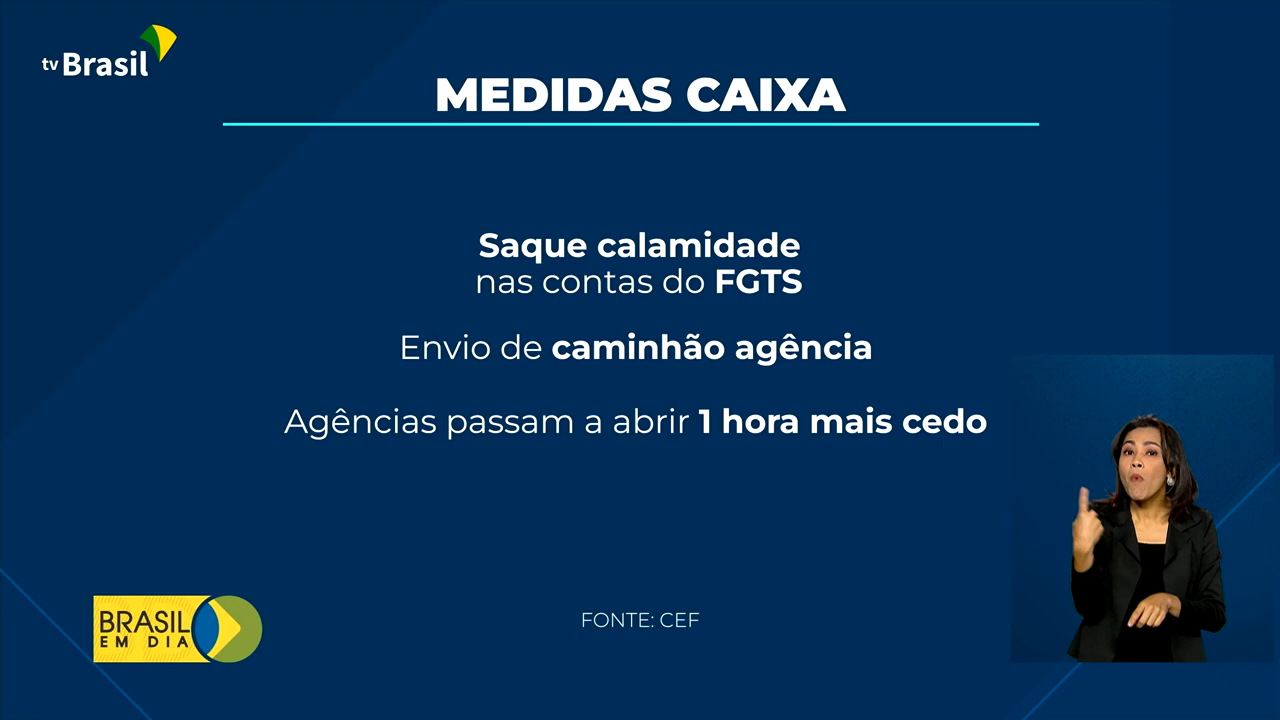 tv Brasil
MEDIDAS CAIXA
Saque calamidade
nas contas do FGTS
Envio de caminhão agência
Agências passam a abrir 1 hora mais cedo
BRASIL
EM DIA
FONTE: CEF